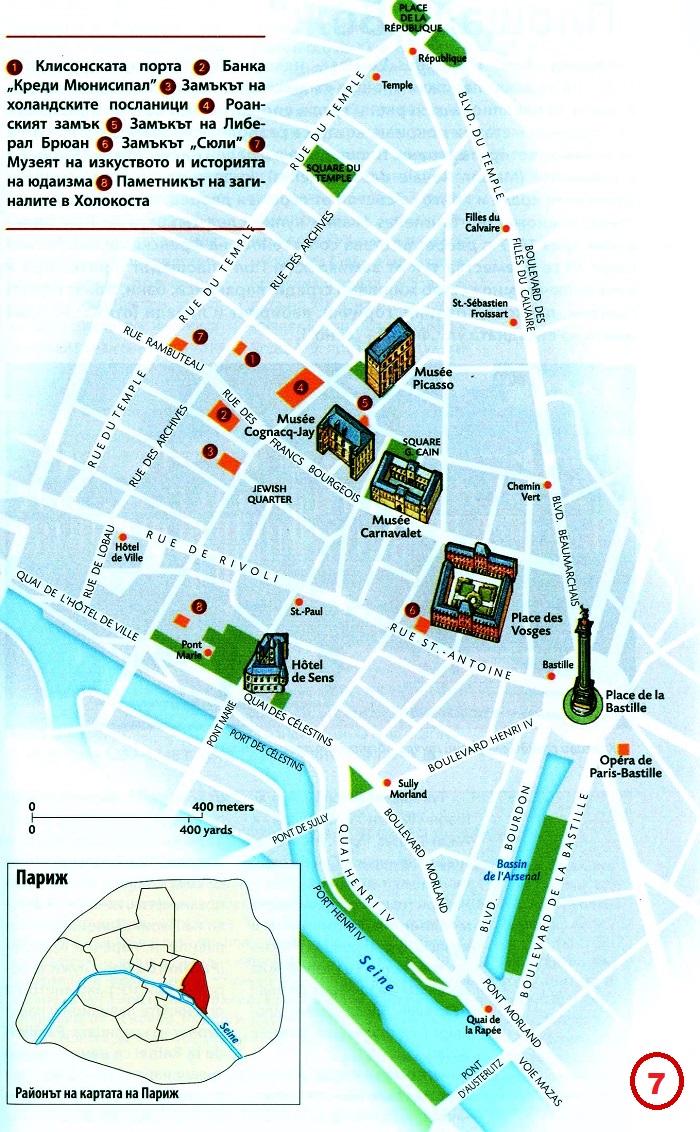 1 Клисонската порта 2 Банка
„Креди Мюнисипал" 3 Замъкът на
холандските посланици 4 Роан-
ският замък 5 Замъкът на Либе-
рал Брюан 6 Замъкът „Сюли" 7
Музеят на изкуството и историята
на юдаизма 8 Паметникът на заги-
налите в Холокоста
PLACE
DE LA
RÉPUBLIQUE
République
Temple
RUE DU TEMPLE
BLVD. DU TEMPLE
SQUARE DU
TEMPLE
Filles du
Calvaire
BOULEVARD DES
FILLES DU CALVAIRE
RUE DES ARCHIVES
RUE DU TEMPLE
St.-Sébastien
Froissart
RUE RAMBUTEAU
7
1
Musée
Picasso
4
5
2
Musée
Cognacq-Jay
RUE DES
FRANCS BOURGEOIS
RUE DU TEMPLE
RUE DES ARCHIVES
3
SQUARE
G. CAIN
JEWISH
QUARTER
Chemin
Vert
Musée
Carnavalet
BLVD. BEAUMARCHAIS
Hôtel
de Ville
RUE DE LOBAU
RUE DE RIVOLI
QUAI DE L'HÔTEL DE VILLE
8
St.-Paul
6
Place des
Vosges
RUE ST.-ANTOINE
Pont
Marie
Hôtel
de Sens
Bastille
Place de la
Bastille
QUAI DES CÉLESTINS
PONT MARIE
PORT DES CÉLESTINS
BOULEVARD HENRI IV
Opéra de
Paris-Bastille
Sully
Morland
0 400 meters
0 400 yards
PONT DE SULLY
BOULEVARD MORLAND
BLVD. BOURDON
Bassin
de l'Arsenal
BOULEVARD DE LA BASTILLE
QUAI HENRI IV
PORT HENRI IV
Seine
Quai de
la Rapée
PONT MORLAND
PONT
D'AUSTERLITZ
VOIE MAZAS
Париж
Seine
Районът на картата на Париж
7